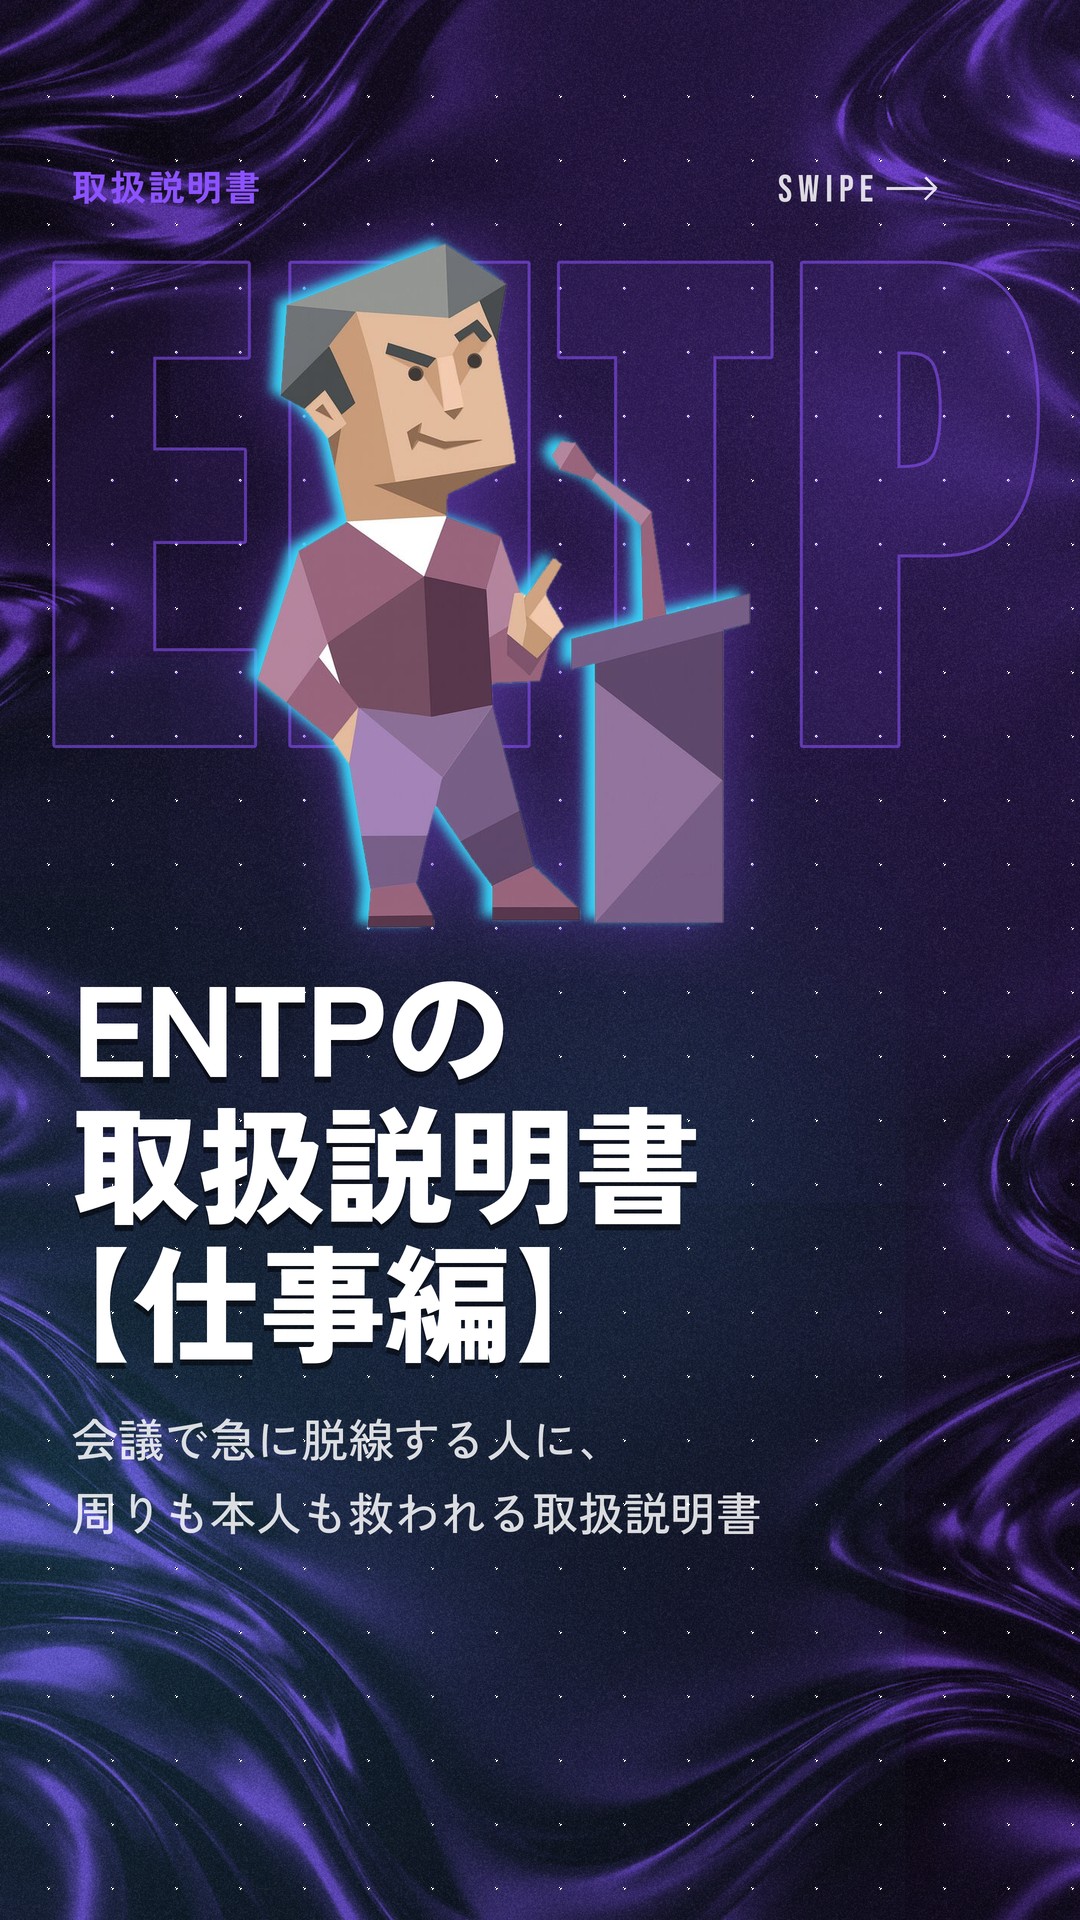 取扱説明書
SWIPE →
ENTP
ENTPの
取扱説明書
【仕事編】
会議で急に脱線する人に、
周りも本人も救われる取扱説明書